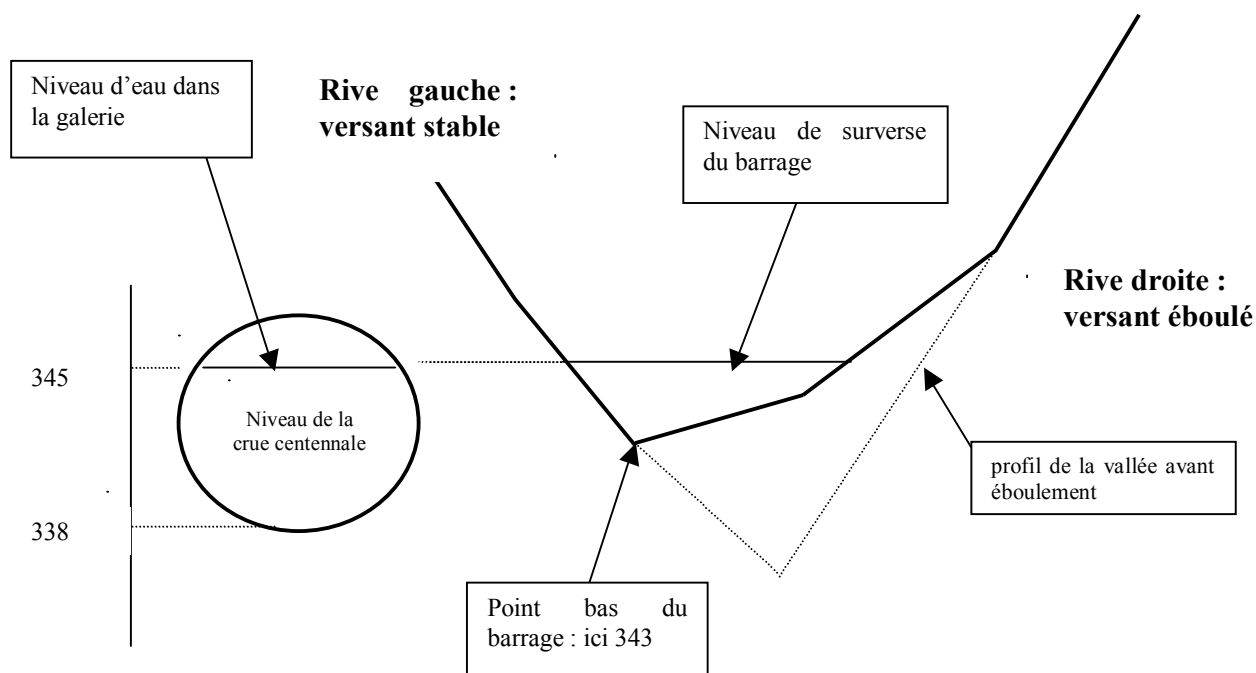 Niveau d'eau dans
la galerie
Rive gauche :
versant stable
Niveau de surverse
du barrage
Rive droite :
versant éboulé
345
Niveau de la
crue centennale
profil de la vallée avant
éboulement
338
Point bas du
barrage : ici 343